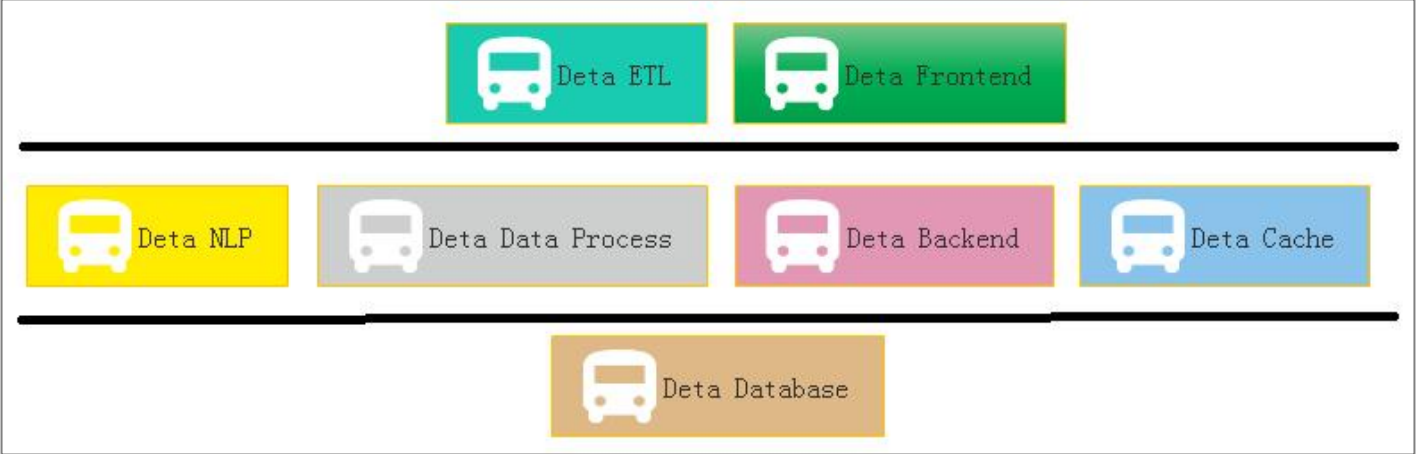 Deta ETL
Deta Frontend
Deta NLP
Deta Data Process
Deta Backend
Deta Cache
Deta Database